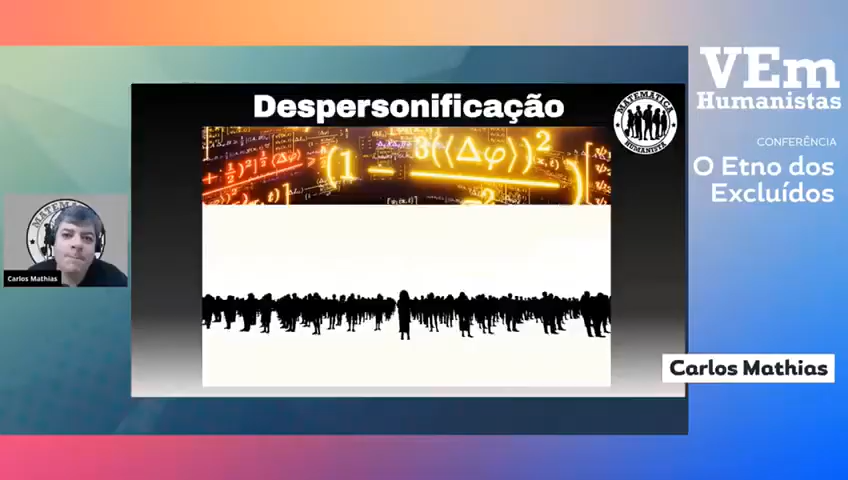 Despersonificação
MATEMÁTICA
HUMANISTA
VEm
Humanistas
CONFERÊNCIA
O Etno dos
Excluídos
Carlos Mathias
Carlos Mathias